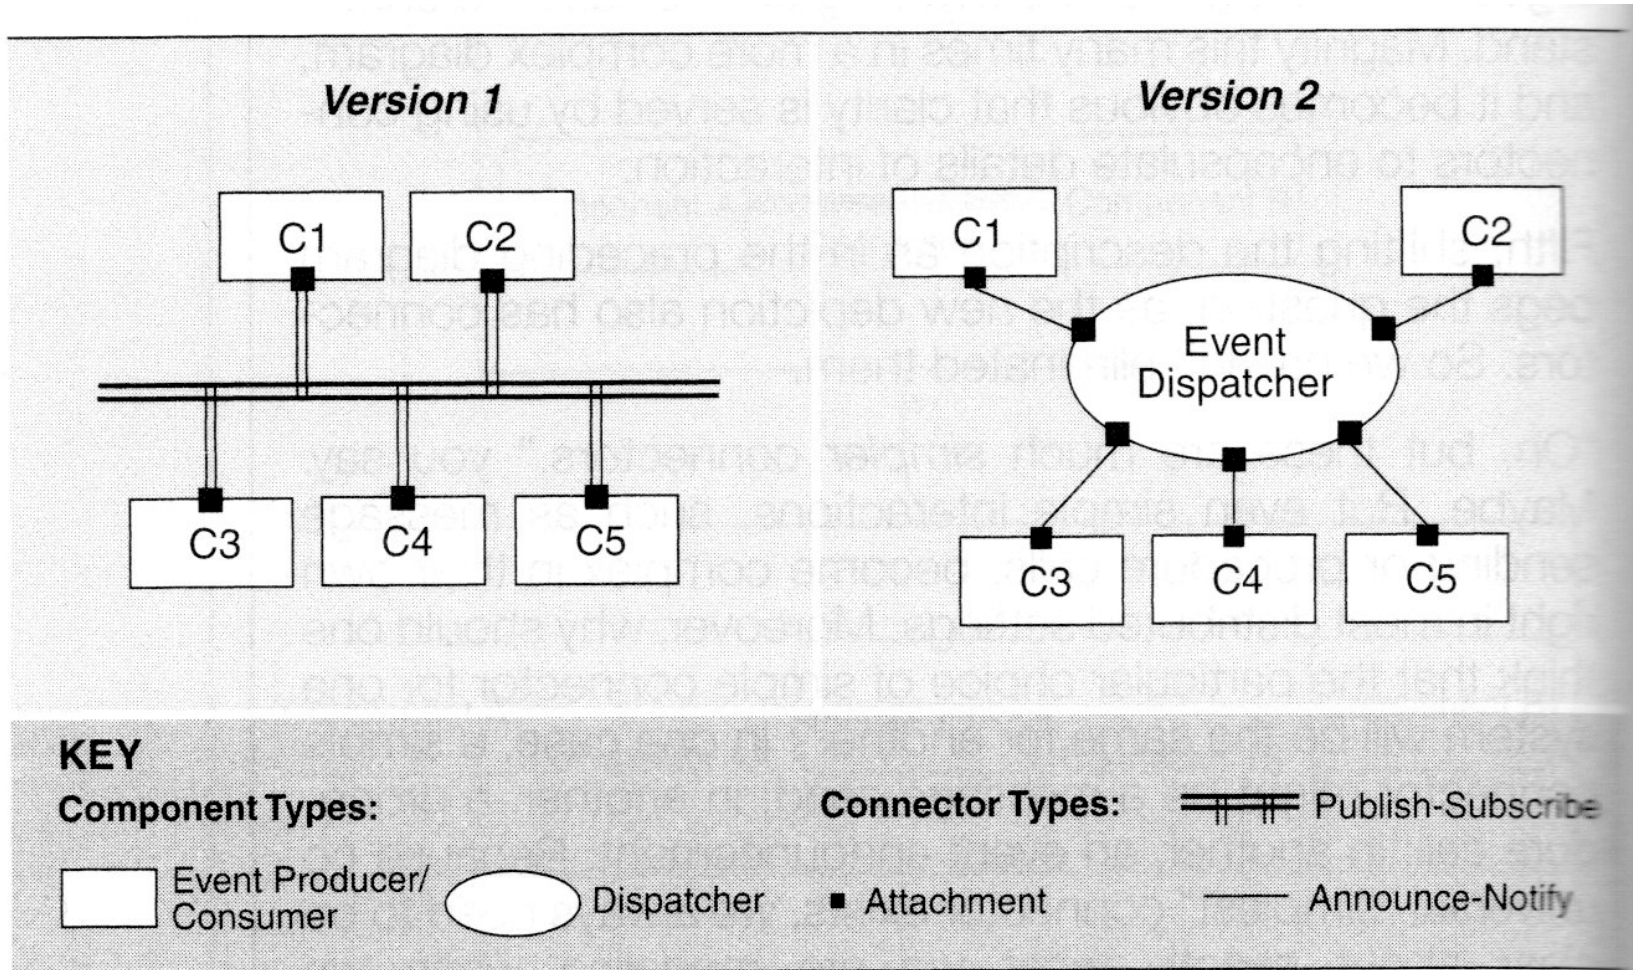 Version 1
Version 2
C1
C2
C3
C4
C5
C1
C2
Event
Dispatcher
C3
C4
C5
KEY
Component Types:
Event Producer/
Consumer
Dispatcher
Connector Types:
Publish-Subscribe
Attachment
Announce-Notify